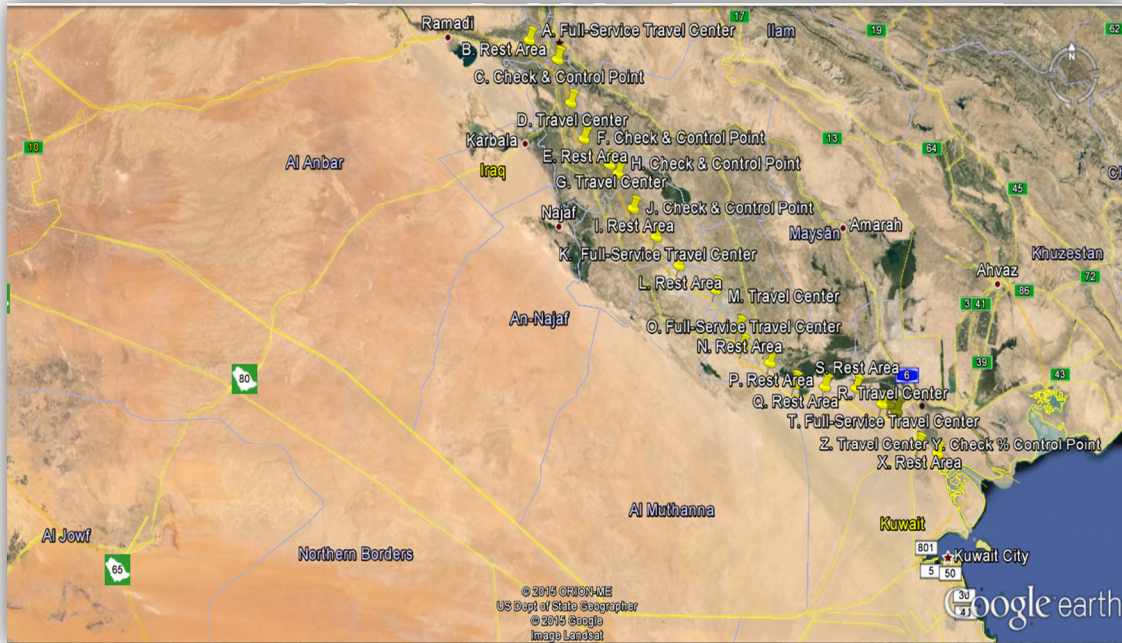 17
62
Ramadi
A. Full-Service Travel Center
Ilam
19
43
B. Rest Area
C. Check & Control Point
N
D. Travel Center
10
Karbala
F. Check & Control Point
13
64
Al Anbar
E. Rest Area
H. Check & Control Point
Iraq
G. Travel Center
45
Najaf
J. Check & Control Point
I. Rest Area
Maysān
Amarah
K. Full-Service Travel Center
Khuzestan
Ahvaz
72
L. Rest Area
86
M. Travel Center
3
41
An-Najaf
O. Full-Service Travel Center
N. Rest Area
39
80
S. Rest Area
6
43
P. Rest Area
R. Travel Center
Q. Rest Area
T. Full-Service Travel Center
Z. Travel Center
Y. Check % Control Point
X. Rest Area
Al Muthanna
Kuwait
Al Jowf
Northern Borders
801
Kuwait City
65
5
50
© 2015 ORION-ME
US Dept of State Geographer
© 2015 Google
Image Landsat
Google earth